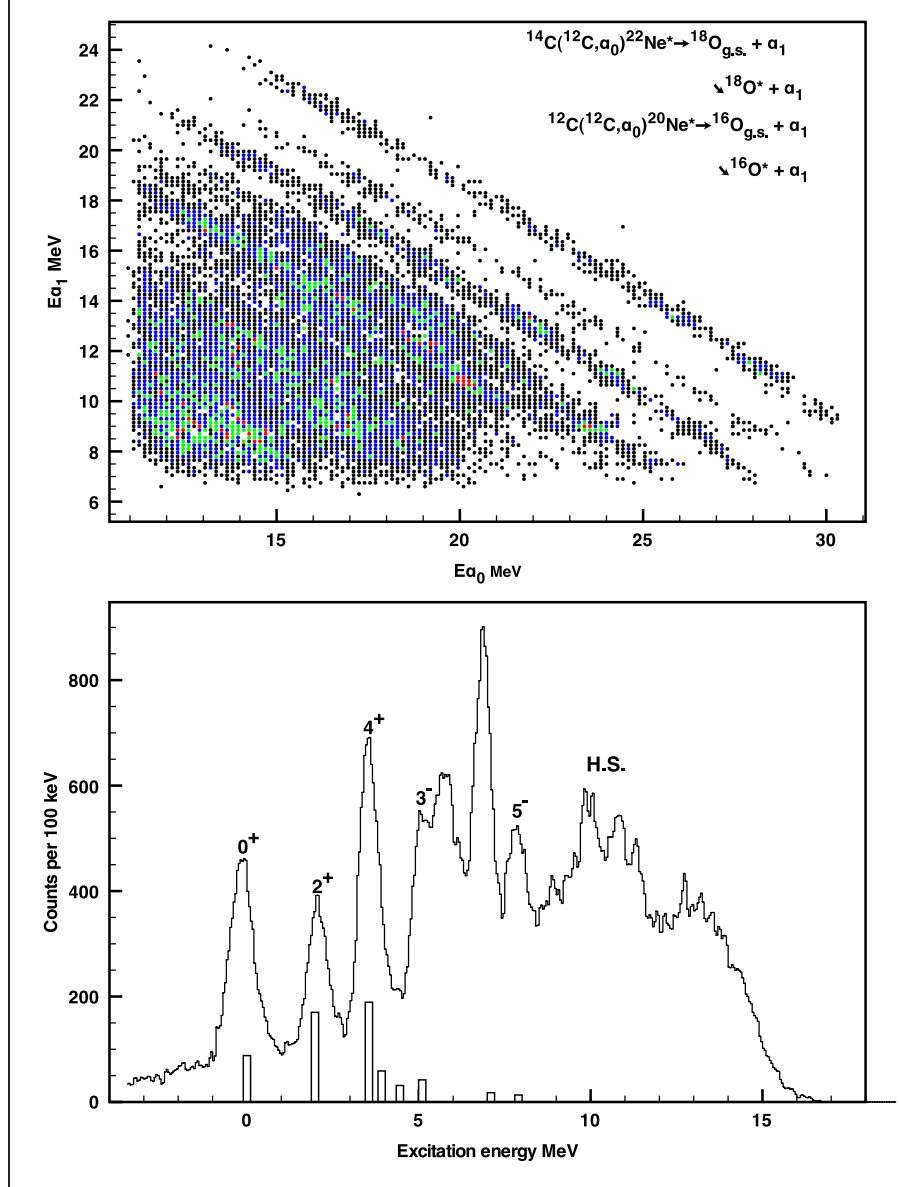 ¹⁴C(¹²C,α₀)²²Ne*→¹⁸O_g.s. + α₁
↘¹⁸O* + α₁
¹²C(¹²C,α₀)²⁰Ne*→¹⁶O_g.s. + α₁
↘¹⁶O* + α₁
24
22
20
18
16
14
12
10
8
6
Eα₁ MeV
15 20 25 30
Eα₀ MeV
800
600
400
200
0
Counts per 100 keV
0⁺
2⁺
4⁺
3⁻
5⁻
H.S.
0 5 10 15
Excitation energy MeV